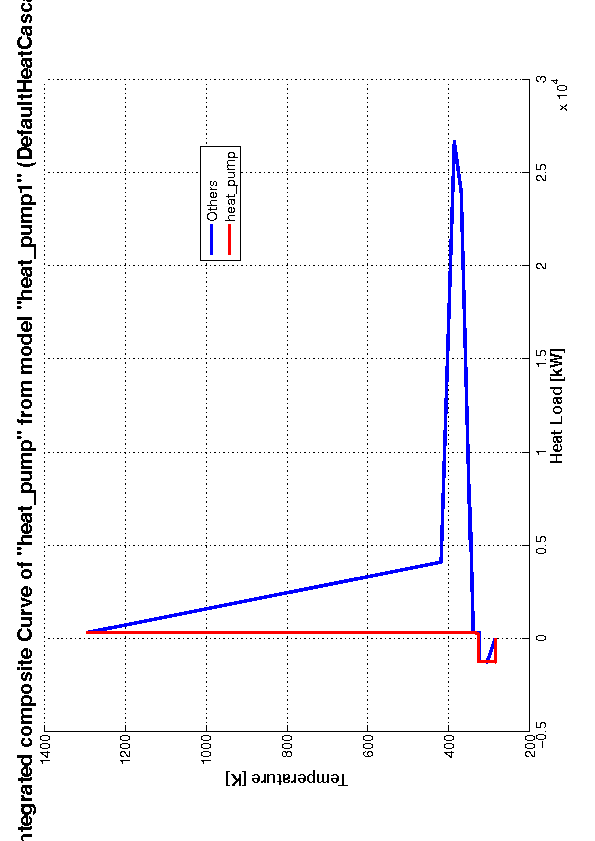 ntegrated composite Curve of "heat_pump" from model "heat_pump1" (DefaultHeatCasca
1400
1200
1000
800
600
400
200
Temperature [K]
Others
heat_pump
-0.5
0
0.5
1
1.5
2
2.5
3
x 10^4
Heat Load [kW]